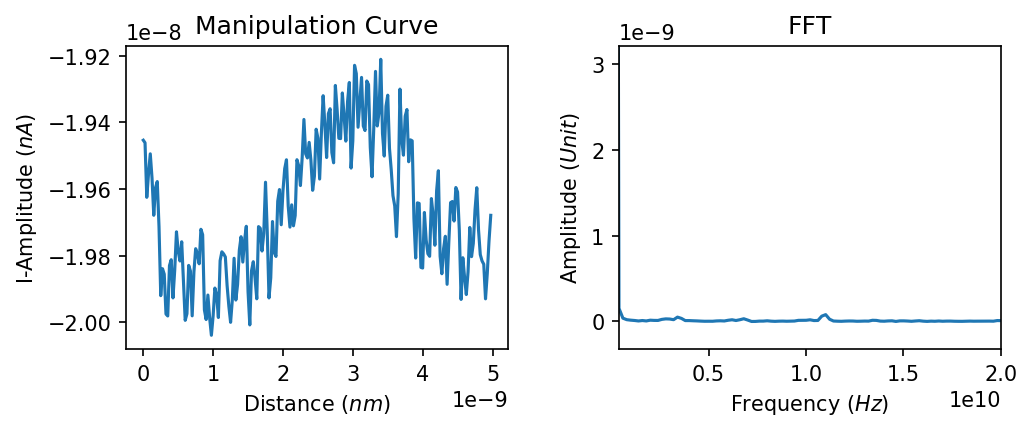 Manipulation Curve
1e−8
−1.92
−1.94
−1.96
−1.98
−2.00
I-Amplitude (nA)
0 1 2 3 4 5
1e−9
Distance (nm)
FFT
1e−9
3
2
1
0
Amplitude (Unit)
0.5 1.0 1.5 2.0
1e10
Frequency (Hz)